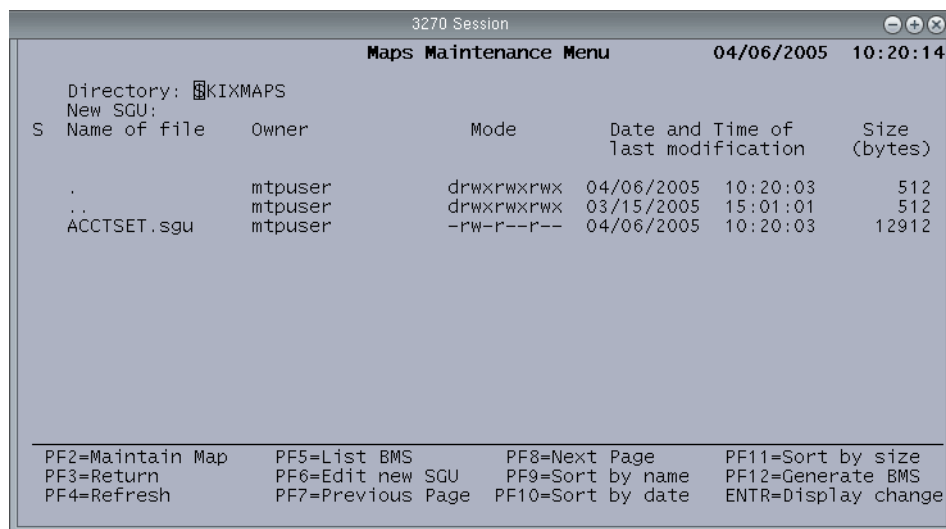 3270 Session
Maps Maintenance Menu 04/06/2005 10:20:14
Directory: $KIXMAPS
New SGU:
S Name of file Owner Mode Date and Time of Size
last modification (bytes)
. mtpuser drwxrwxrwx 04/06/2005 10:20:03 512
.. mtpuser drwxrwxrwx 03/15/2005 15:01:01 512
ACCTSET.sgu mtpuser -rw-r--r-- 04/06/2005 10:20:03 12912
PF2=Maintain Map PF5=List BMS PF8=Next Page PF11=Sort by size
PF3=Return PF6=Edit new SGU PF9=Sort by name PF12=Generate BMS
PF4=Refresh PF7=Previous Page PF10=Sort by date ENTR=Display change